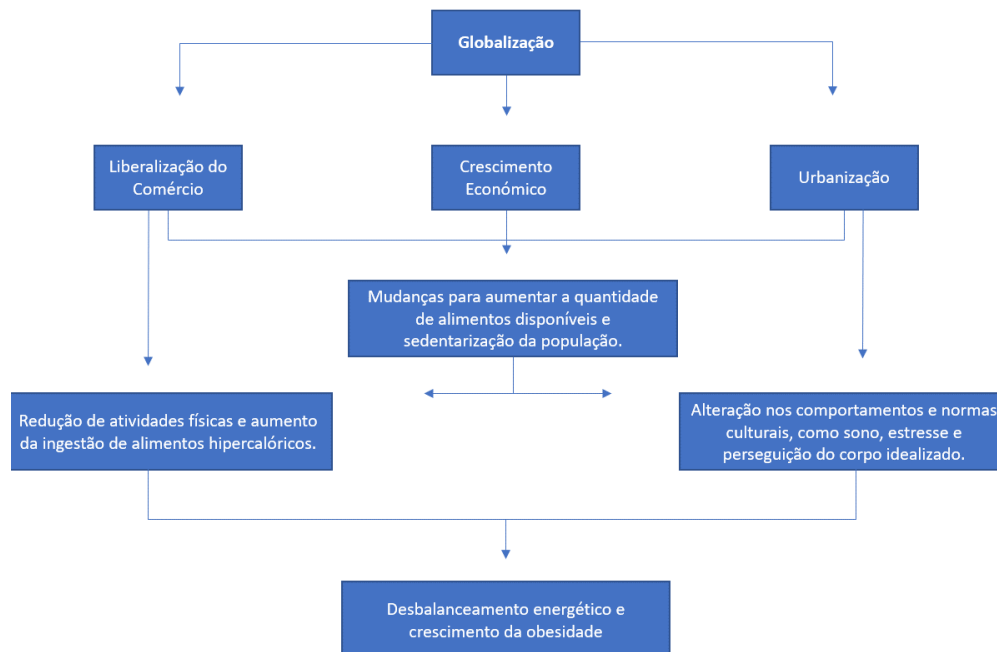 Globalização
Liberalização do
Comércio
Crescimento
Económico
Urbanização
Mudanças para aumentar a quantidade
de alimentos disponíveis e
sedentarização da população.
Redução de atividades físicas e aumento
da ingestão de alimentos hipercalóricos.
Alteração nos comportamentos e normas
culturais, como sono, estresse e
perseguição do corpo idealizado.
Desbalanceamento energético e
crescimento da obesidade